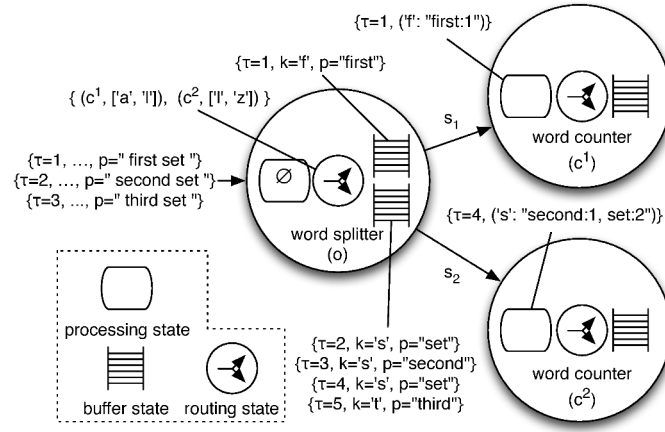 {τ=1, ('f': "first:1")}
{τ=1, k='f', p="first"}
{ (c¹, ['a', 'l']), (c², ['l', 'z']) }
s₁
word counter
(c¹)
{τ=1, ..., p=" first set "}
{τ=2, ..., p=" second set "}
{τ=3, ..., p=" third set "}
∅
word splitter
(o)
{τ=4, ('s': "second:1, set:2")}
s₂
processing state
buffer state
routing state
{τ=2, k='s', p="set"}
{τ=3, k='s', p="second"}
{τ=4, k='s', p="set"}
{τ=5, k='t', p="third"}
word counter
(c²)